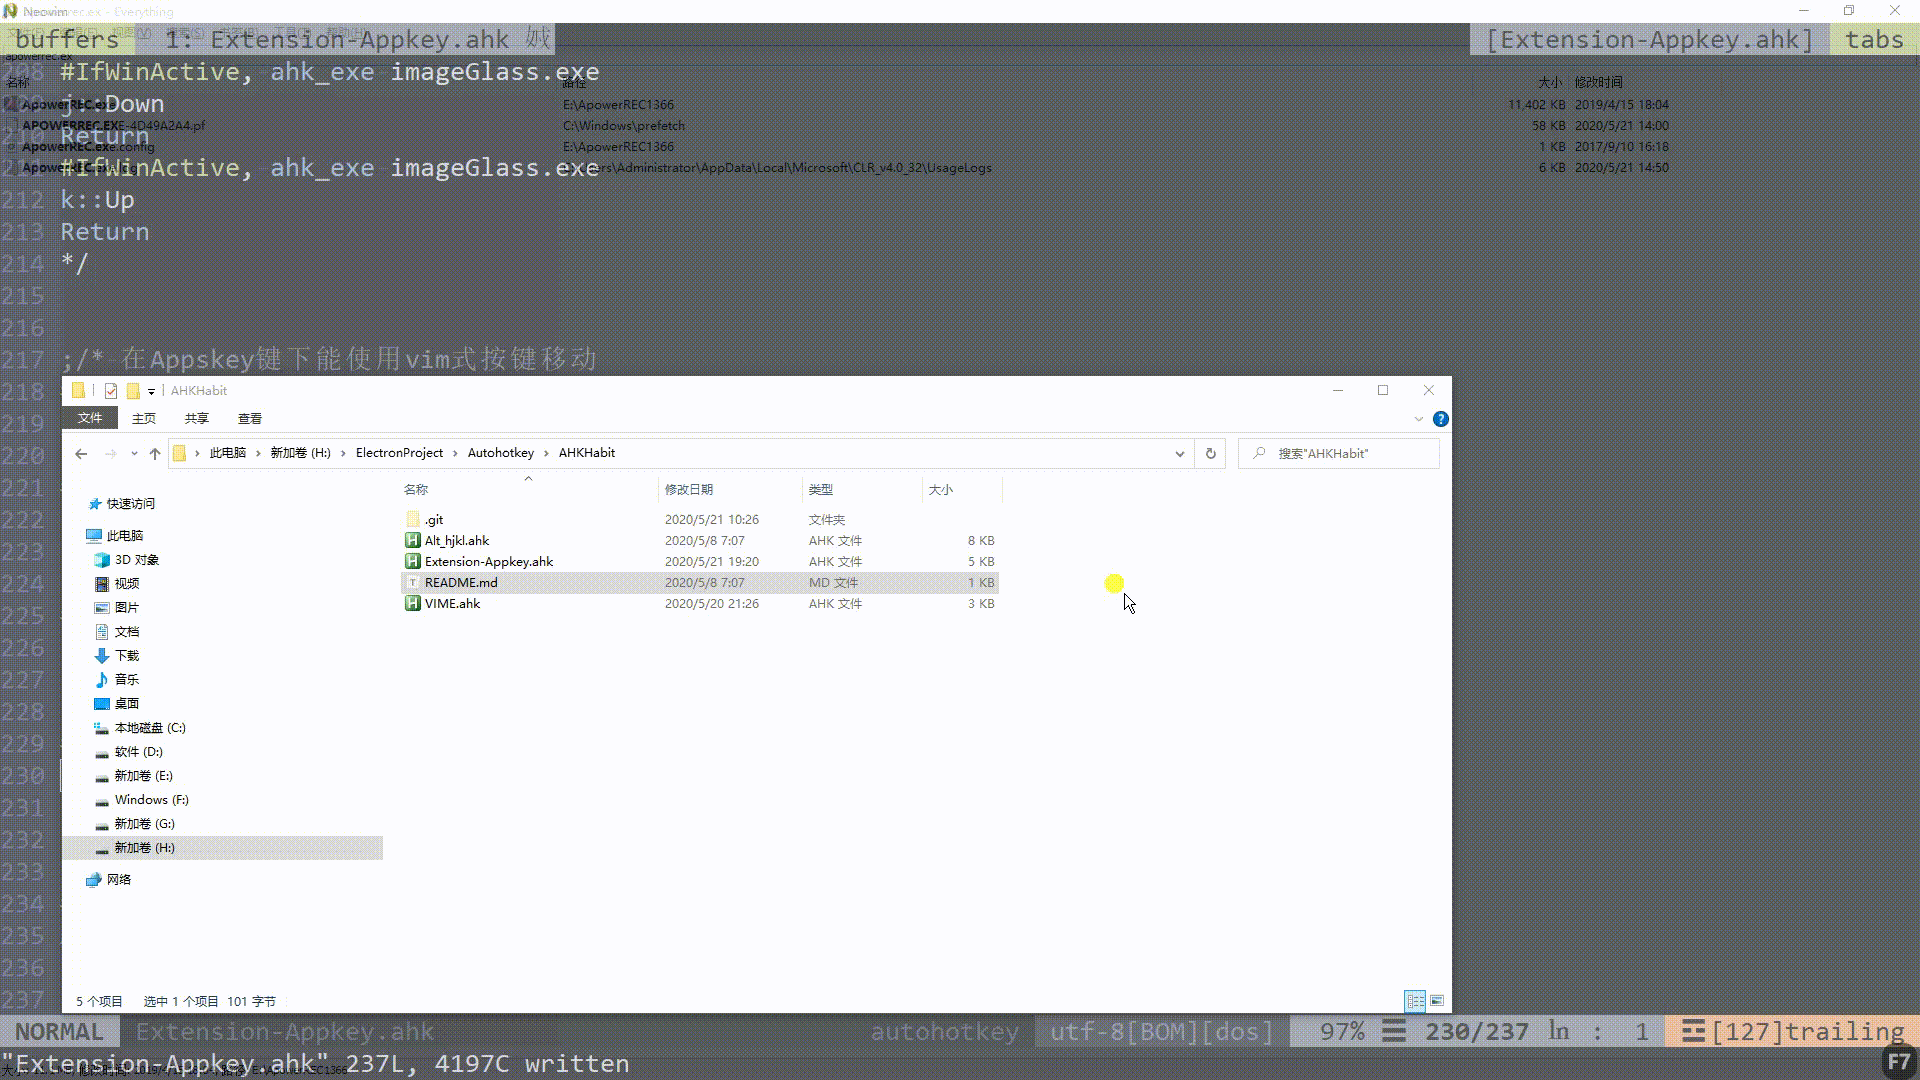 Neovim
apowerrec.ex - Everything
buffers 1: Extension-Appkey.ahk [Extension-Appkey.ahk] tabs
apowerrec.ex
名称 路径 大小 修改时间
208 #IfWinActive, ahk_exe imageGlass.exe
ApowerREC.exe E:\ApowerREC1366 11,402 KB 2019/4/15 18:04
j::Down
APOWERREC.EXE-4D49A2A4.pf C:\Windows\prefetch 58 KB 2020/5/21 14:00
210 Return
ApowerREC.exe.config E:\ApowerREC1366 1 KB 2017/9/10 16:18
#IfWinActive, ahk_exe imageGlass.exe
\Administrator\AppData\Local\Microsoft\CLR_v4.0_32\UsageLogs 6 KB 2020/5/21 14:50
212 k::Up
213 Return
214 */
215
216
217 ;/* 在Appskey键下能使用vim式按键移动
218
219
220
221
222
223
224
225
226
227
228
229
230
231
232
233
234
235
236
237
AHKHabit
文件 主页 共享 查看
此电脑 新加卷 (H:) ElectronProject Autohotkey AHKHabit 搜索"AHKHabit"
名称 修改日期 类型 大小
.git 2020/5/21 10:26 文件夹
Alt_hjkl.ahk 2020/5/8 7:07 AHK 文件 8 KB
Extension-Appkey.ahk 2020/5/21 19:20 AHK 文件 5 KB
README.md 2020/5/8 7:07 MD 文件 1 KB
VIME.ahk 2020/5/20 21:26 AHK 文件 3 KB
快速访问
此电脑
3D 对象
视频
图片
文档
下载
音乐
桌面
本地磁盘 (C:)
软件 (D:)
新加卷 (E:)
Windows (F:)
新加卷 (G:)
新加卷 (H:)
网络
5 个项目 选中 1 个项目 101 字节
NORMAL Extension-Appkey.ahk autohotkey utf-8[BOM][dos] 97% ☰ 230/237 ln : 1 ☲[127]trailing
"Extension-Appkey.ahk" 237L, 4197C written
F7